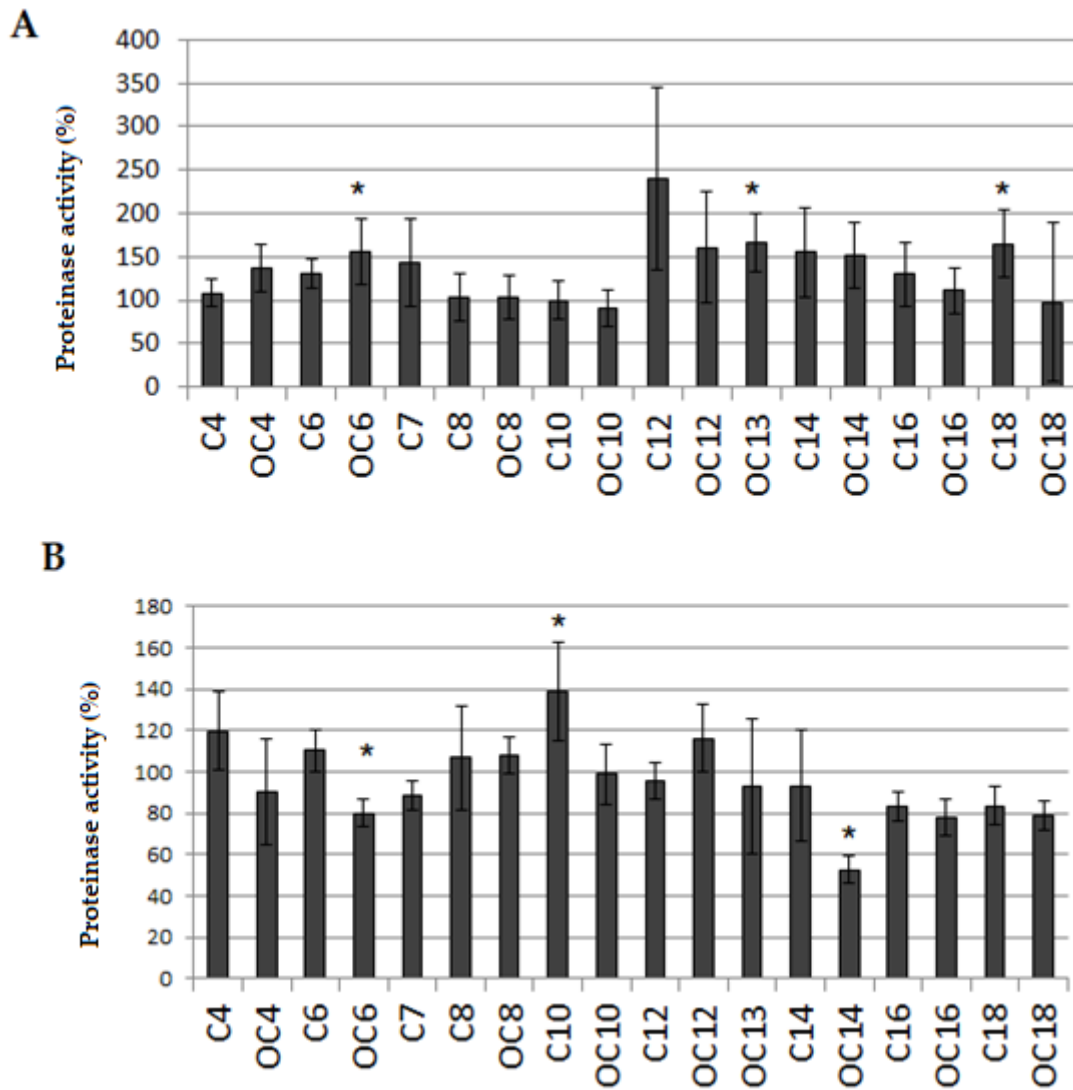 A
Proteinase activity (%)
400
350
300
250
200
150
100
50
0
*
*
*
C4
OC4
C6
OC6
C7
C8
OC8
C10
OC10
C12
OC12
OC13
C14
OC14
C16
OC16
C18
OC18
B
Proteinase activity (%)
180
160
140
120
100
80
60
40
20
0
*
*
*
C4
OC4
C6
OC6
C7
C8
OC8
C10
OC10
C12
OC12
OC13
C14
OC14
C16
OC16
C18
OC18